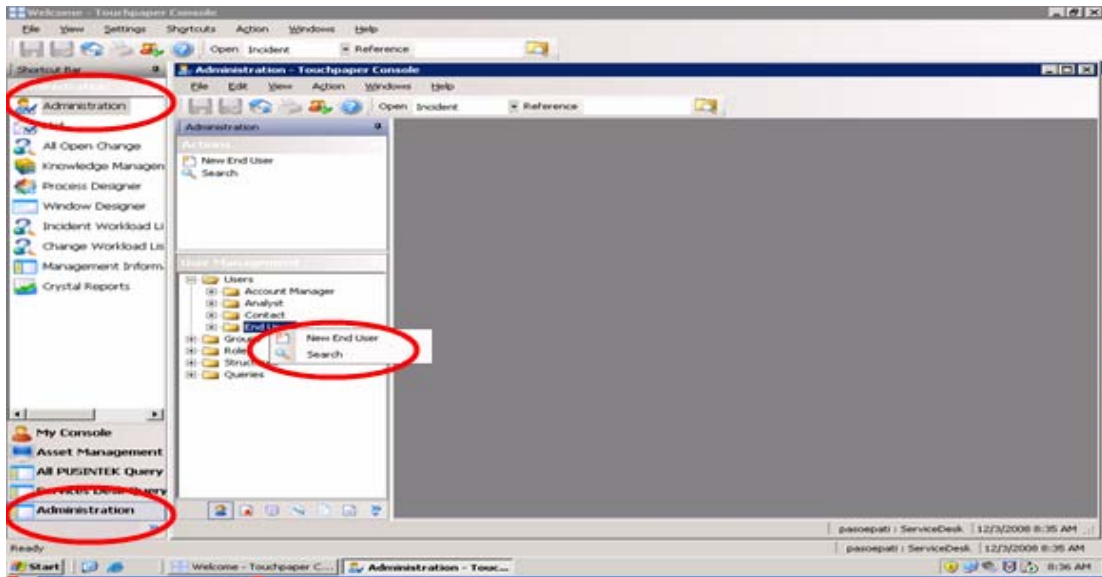 Welcome - Touchpaper Console
File View Settings Shortcuts Action Windows Help
Open Incident Reference
Shortcut Bar
Administration
All Open Change
Knowledge Managem
Process Designer
Window Designer
Incident Workload Li
Change Workload Lis
Management Inform
Crystal Reports
My Console
Asset Management
All PUSINTEK Query
Administration
Administration - Touchpaper Console
File Edit View Action Windows Help
Open Incident Reference
Administration
Actions
New End User
Search
User Management
Users
Account Manager
Analyst
Contact
End
New End User
Search
Queries
pasoepati : ServiceDesk 12/3/2008 8:35 AM
Ready
pasoepati : ServiceDesk 12/3/2008 8:35 AM
Start Welcome - Touchpaper C... Administration - Touc... 8:36 AM